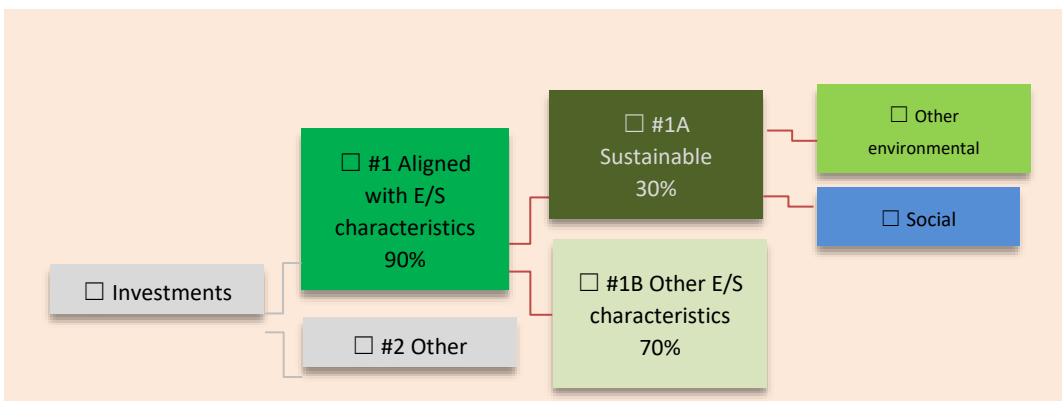 ☐ Investments
☐ #1 Aligned
with E/S
characteristics
90%
☐ #2 Other
☐ #1A
Sustainable
30%
☐ #1B Other E/S
characteristics
70%
☐ Other
environmental
☐ Social